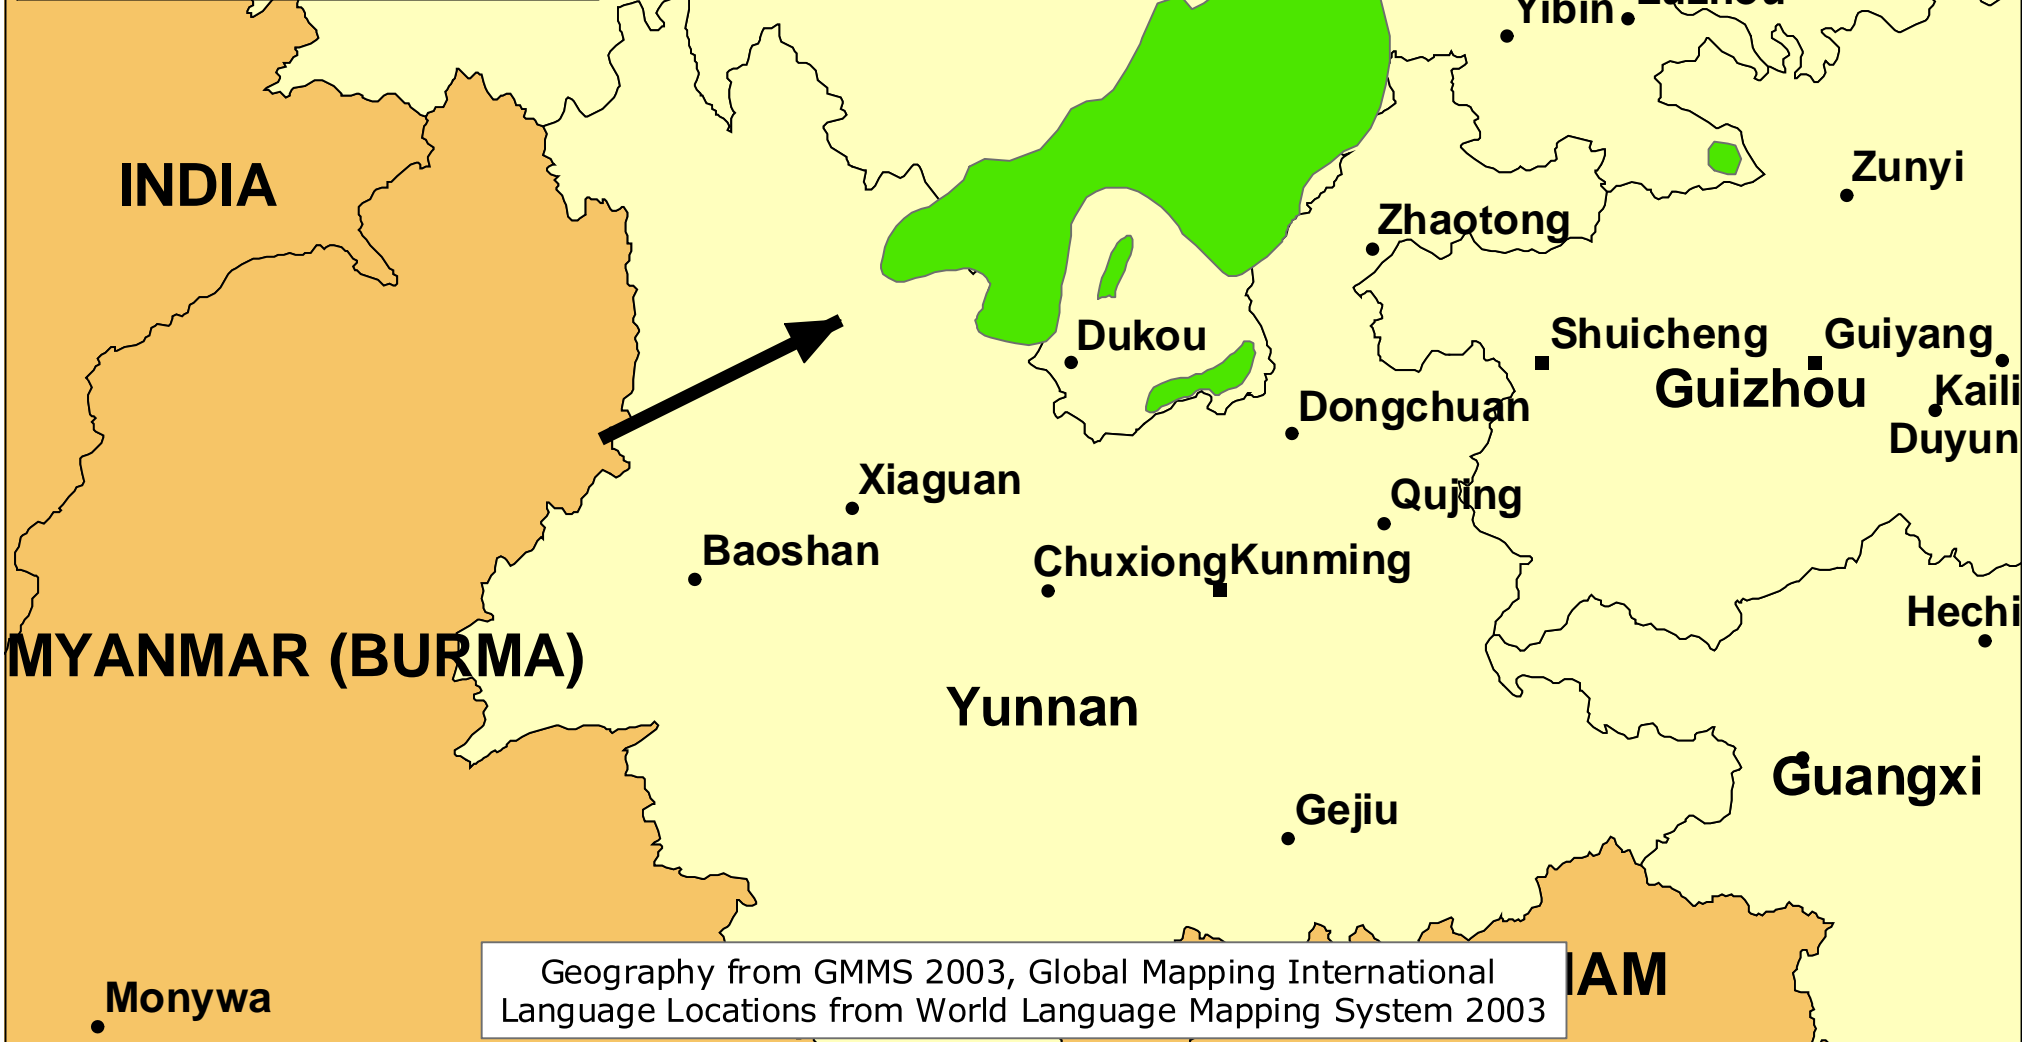 Yibin
INDIA
Zunyi
Zhaotong
Dukou
Shuicheng
Guiyang
Guizhou
Kaili
Dongchuan
Duyun
Xiaguan
Qujing
Baoshan
Chuxiong
Kunming
Hechi
MYANMAR (BURMA)
Yunnan
Guangxi
Gejiu
NAM
Monywa
Geography from GMMS 2003, Global Mapping International
Language Locations from World Language Mapping System 2003